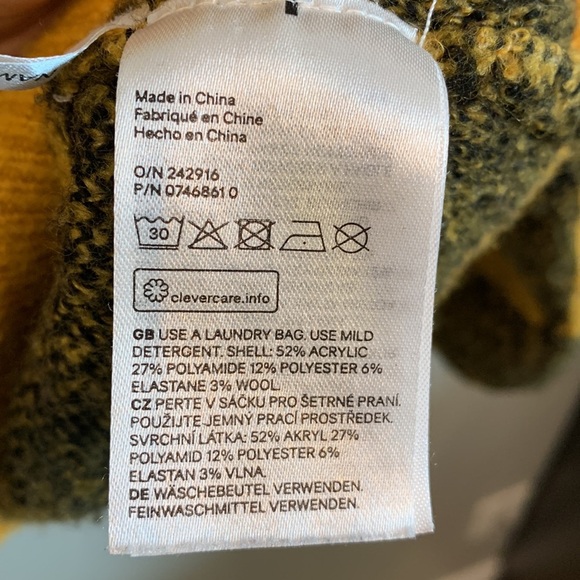 Made in China
Fabriqué en Chine
Hecho en China
O/N 242916
P/N 0746861 0
30
clevercare.info
GB USE A LAUNDRY BAG. USE MILD
DETERGENT. SHELL: 52% ACRYLIC
27% POLYAMIDE 12% POLYESTER 6%
ELASTANE 3% WOOL.
CZ PERTE V SÁČKU PRO ŠETRNÉ PRANÍ.
POUŽIJTE JEMNÝ PRACÍ PROSTŘEDEK.
SVRCHNÍ LÁTKA: 52% AKRYL 27%
POLYAMID 12% POLYESTER 6%
ELASTAN 3% VLNA.
DE WÄSCHEBEUTEL VERWENDEN.
FEINWASCHMITTEL VERWENDEN.